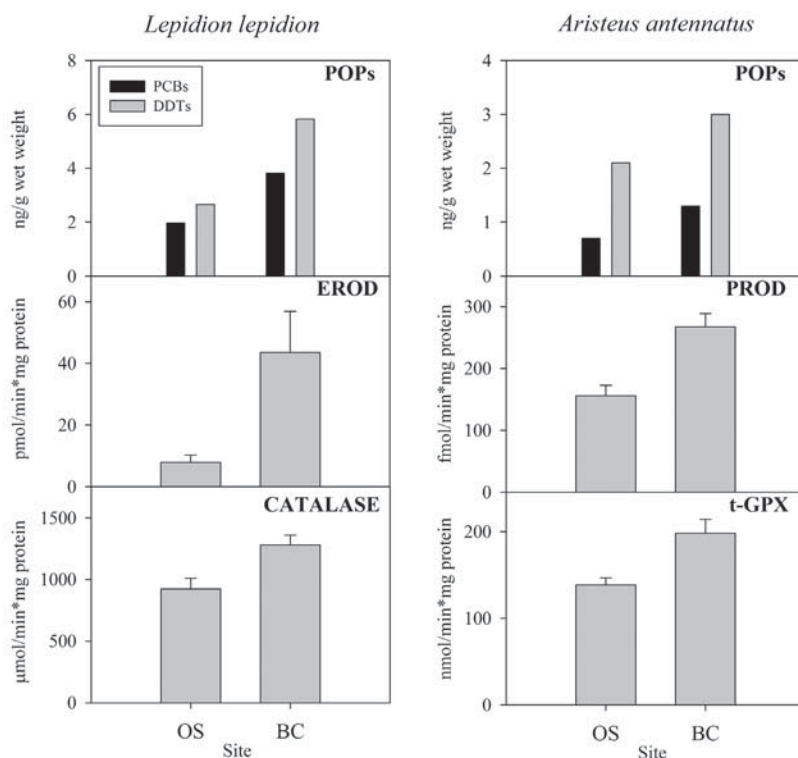 Lepidion lepidion
Aristeus antennatus
8
6
4
2
0
ng/g wet weight
PCBs
DDTs
POPs
4
3
2
1
0
ng/g wet weight
POPs
60
40
20
0
pmol/min*mg protein
EROD
300
200
100
0
fmol/min*mg protein
PROD
1500
1000
500
0
µmol/min*mg protein
CATALASE
200
100
0
nmol/min*mg protein
t-GPX
OS
BC
Site
OS
BC
Site